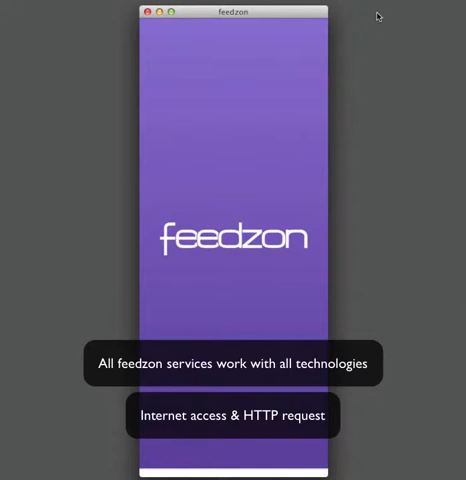 feedzon
feedzon
All feedzon services work with all technologies
Internet access & HTTP request